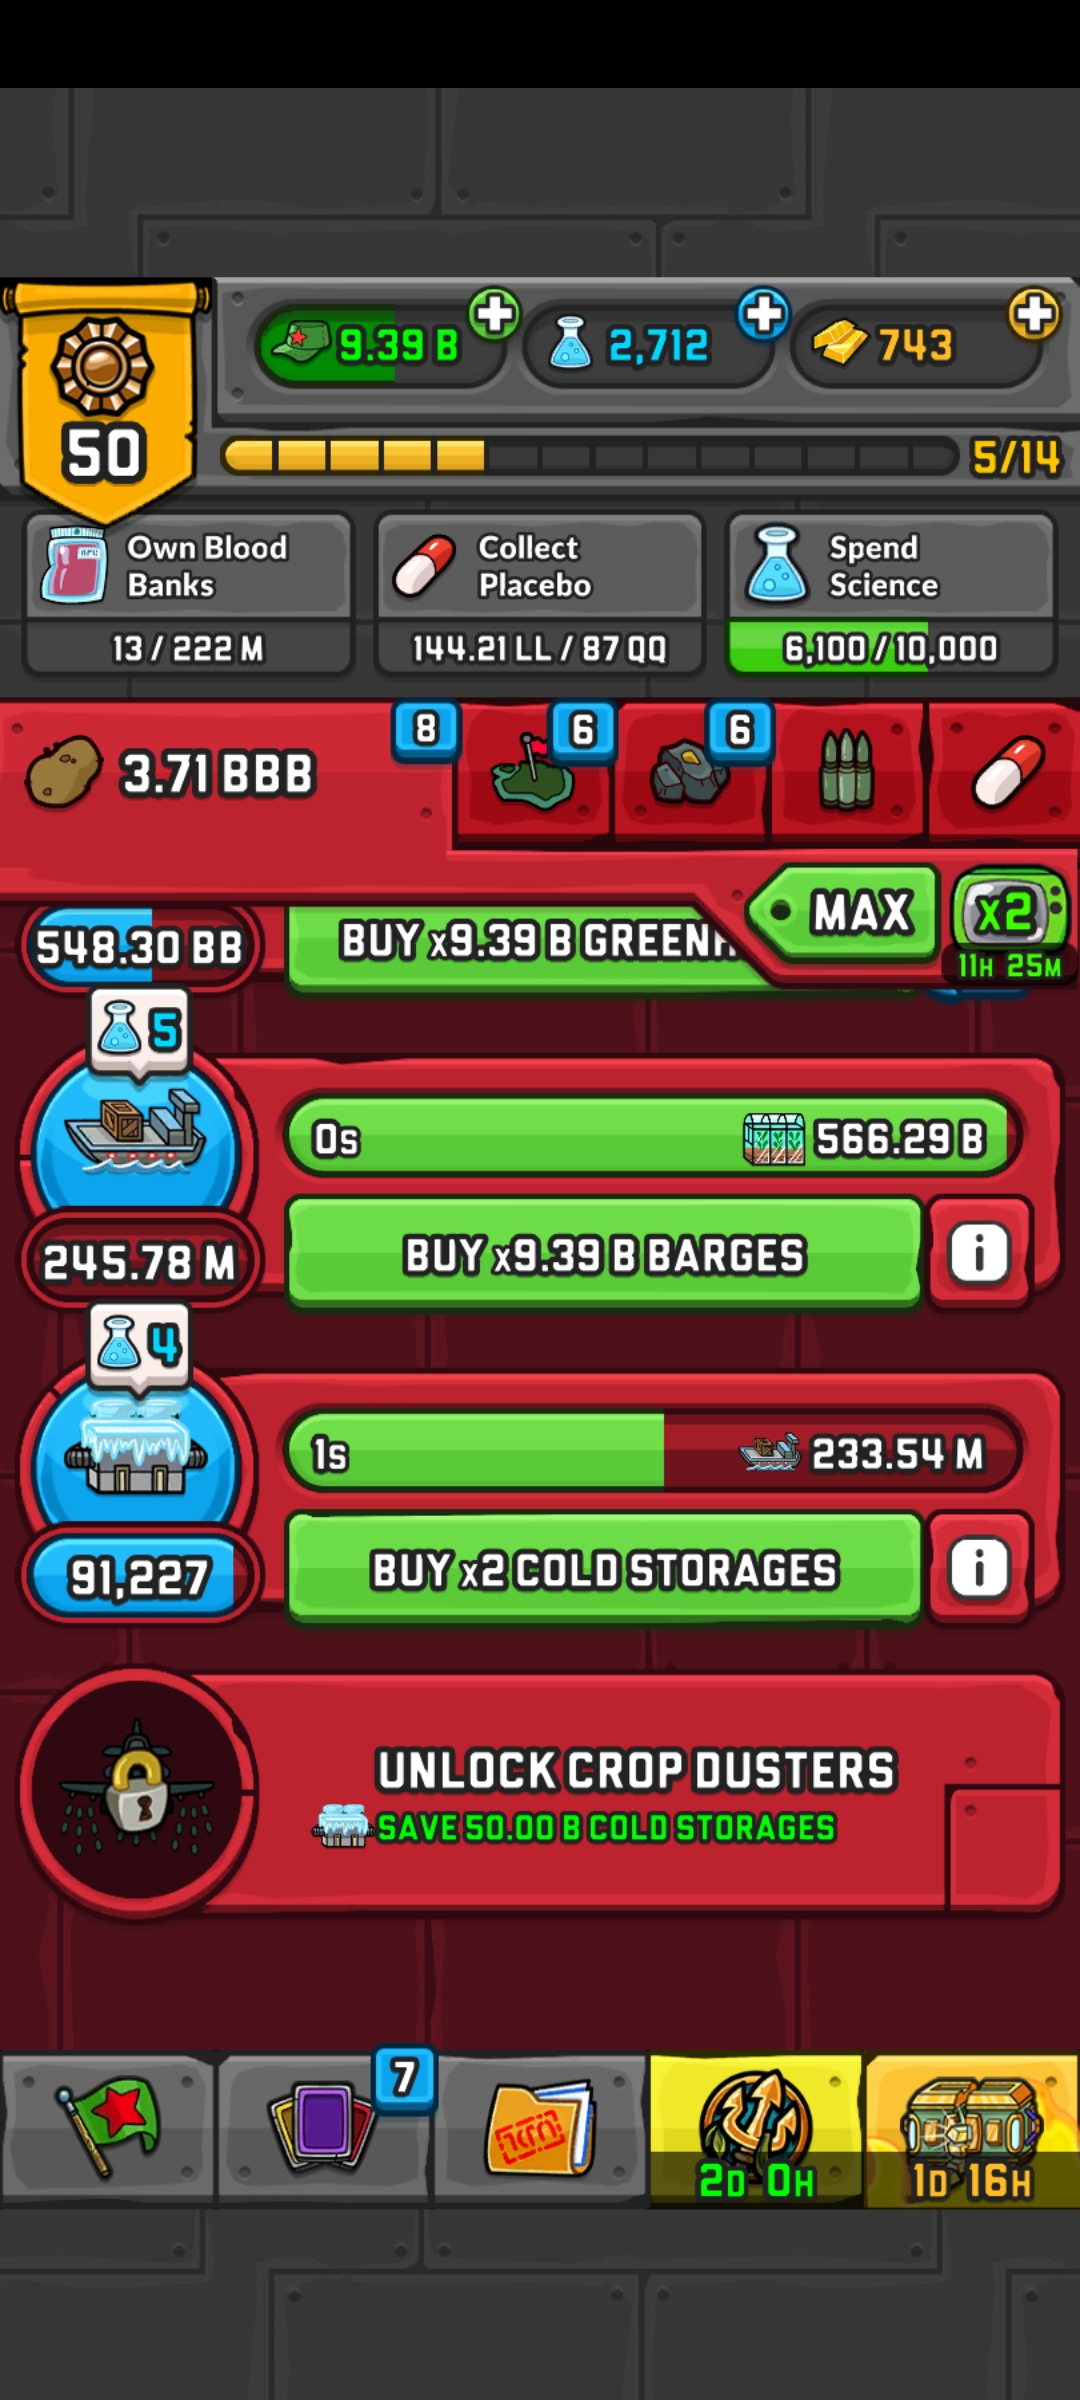 9.39 B
2,712
743
50
5/14
Own Blood
Banks
13 / 222 M
Collect
Placebo
144.21 LL / 87 QQ
Spend
Science
6,100 / 10,000
3.71 BBB
8
6
6
MAX
x2
11H 25M
548.30 BB
BUY x9.39 B GREENH
5
0s
566.29 B
245.78 M
BUY x9.39 B BARGES
i
4
1s
233.54 M
91,227
BUY x2 COLD STORAGES
i
UNLOCK CROP DUSTERS
SAVE 50.00 B COLD STORAGES
7
2D 0H
1D 16H